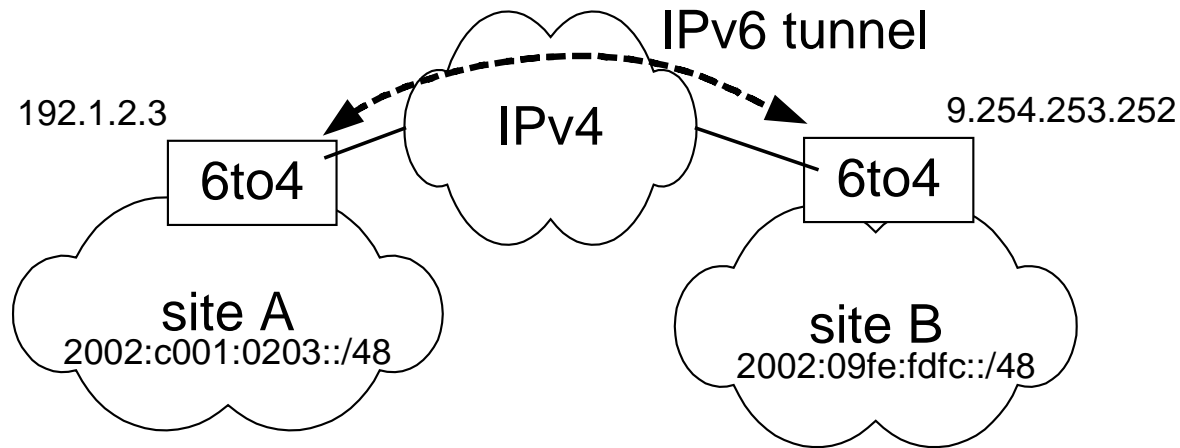 IPv6 tunnel
192.1.2.3
9.254.253.252
IPv4
6to4
6to4
site A
2002:c001:0203::/48
site B
2002:09fe:fdfc::/48